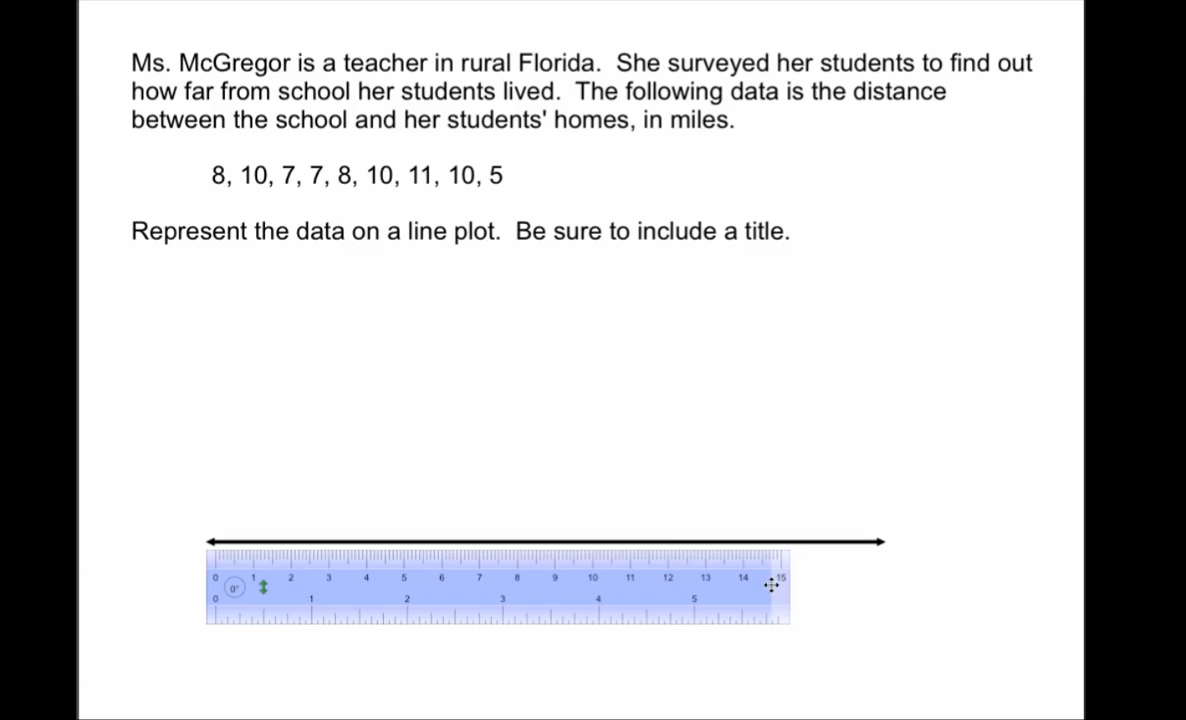 Ms. McGregor is a teacher in rural Florida.  She surveyed her students to find out
how far from school her students lived.  The following data is the distance
between the school and her students' homes, in miles.
8, 10, 7, 7, 8, 10, 11, 10, 5
Represent the data on a line plot.  Be sure to include a title.
0 1 2 3 4 5 6 7 8 9 10 11 12 13 14 15
0°
0 1 2 3 4 5